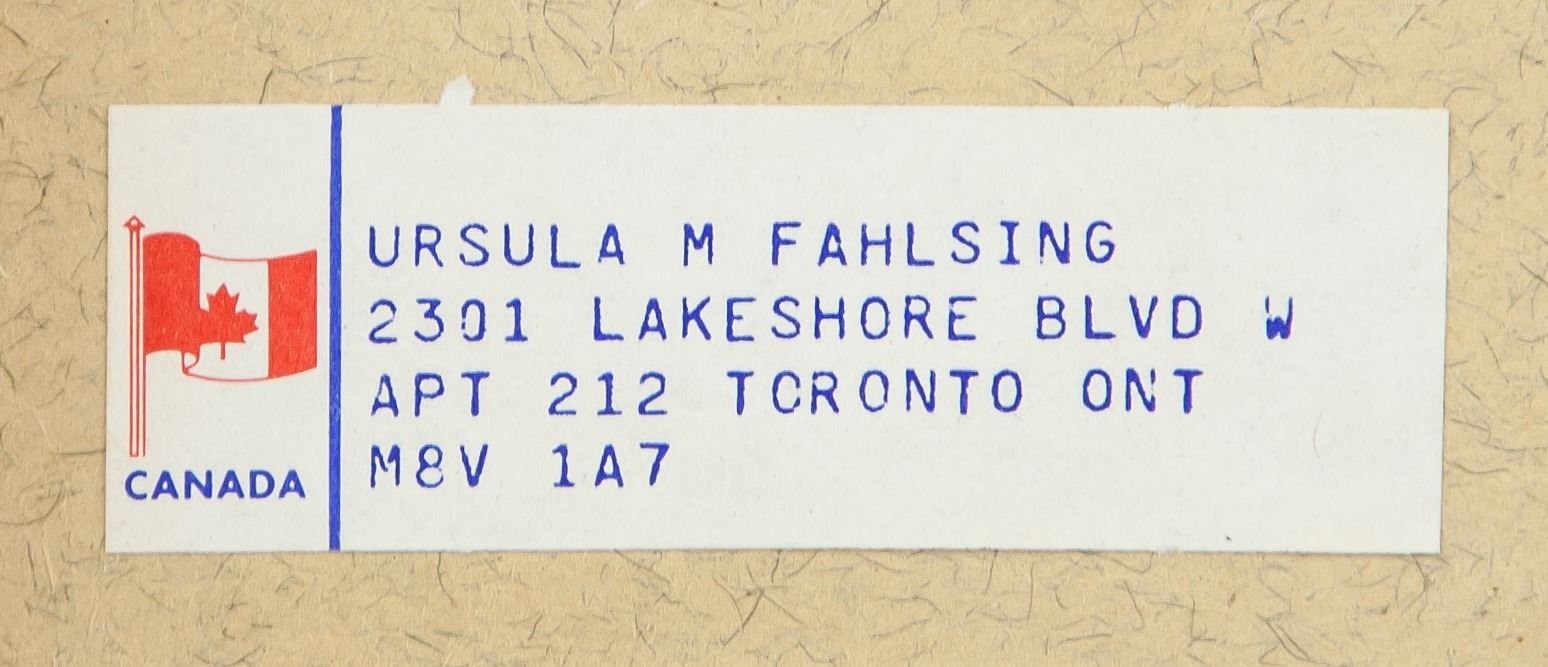 URSULA M FAHLSING
2301 LAKESHORE BLVD W
APT 212 TORONTO ONT
M8V 1A7
CANADA